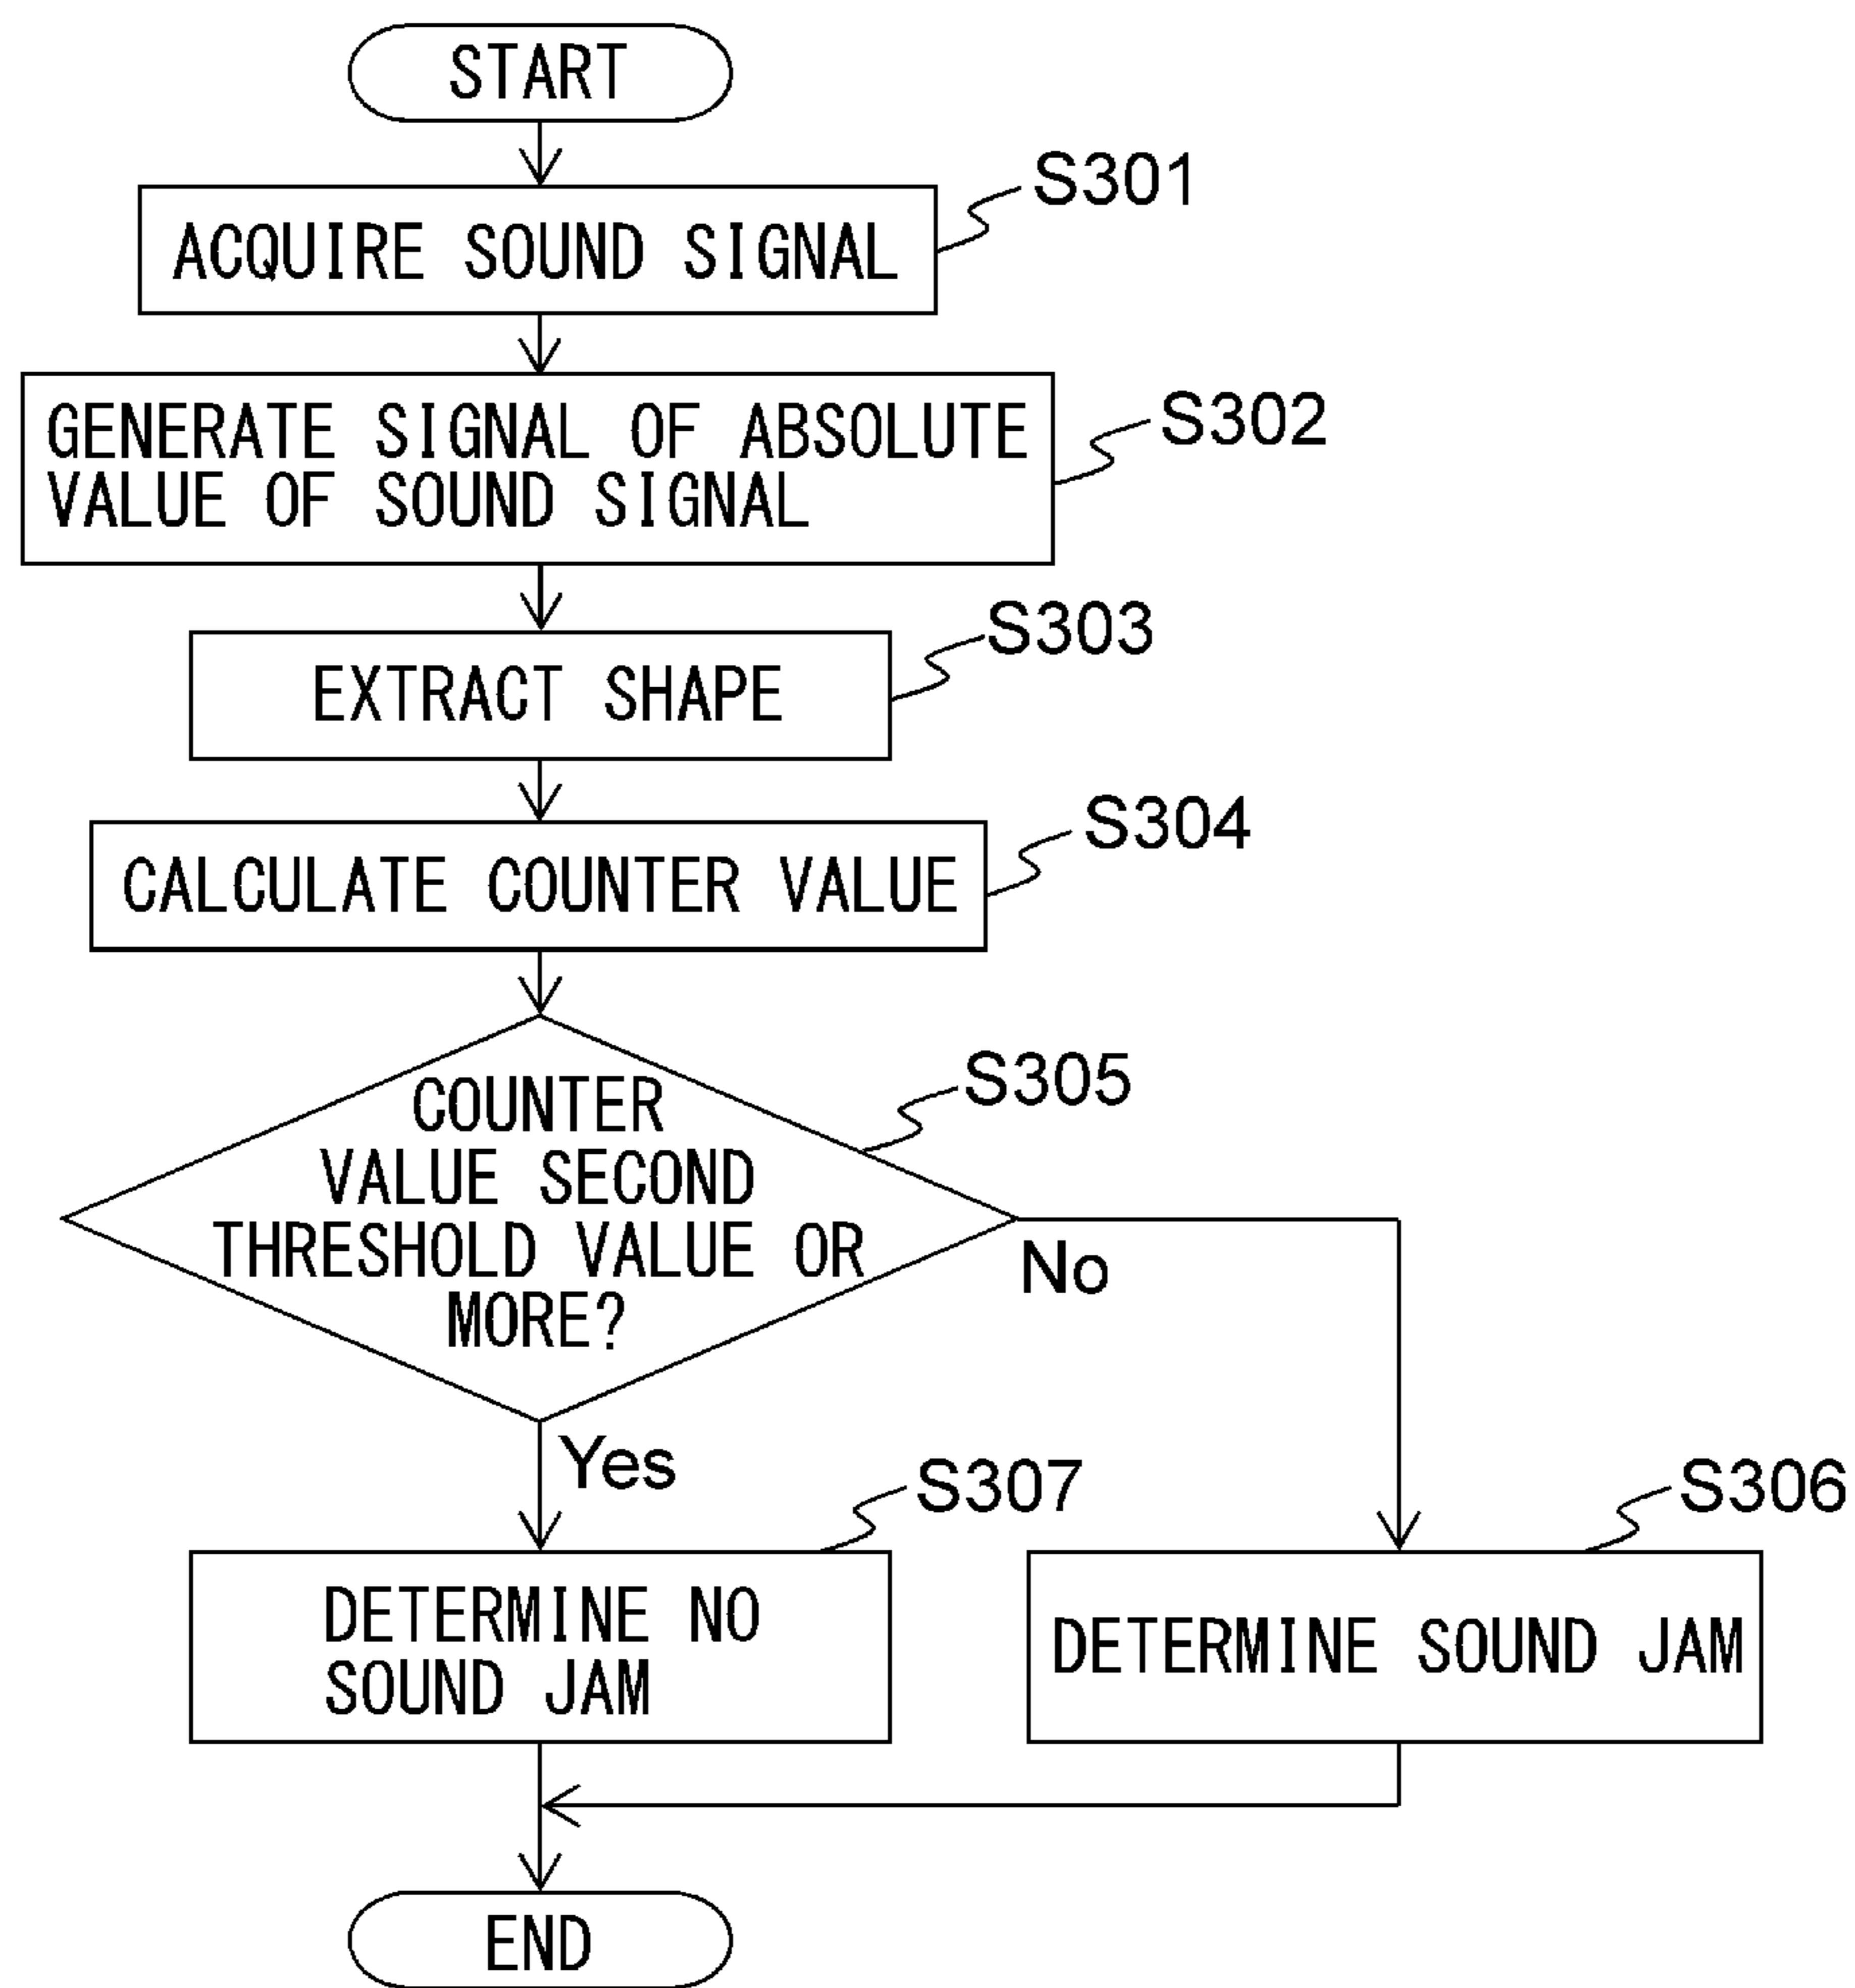 START
S301
ACQUIRE SOUND SIGNAL
S302
GENERATE SIGNAL OF ABSOLUTE
VALUE OF SOUND SIGNAL
S303
EXTRACT SHAPE
S304
CALCULATE COUNTER VALUE
S305
COUNTER
VALUE SECOND
THRESHOLD VALUE OR
MORE?
No
Yes
S307
S306
DETERMINE NO
SOUND JAM
DETERMINE SOUND JAM
END